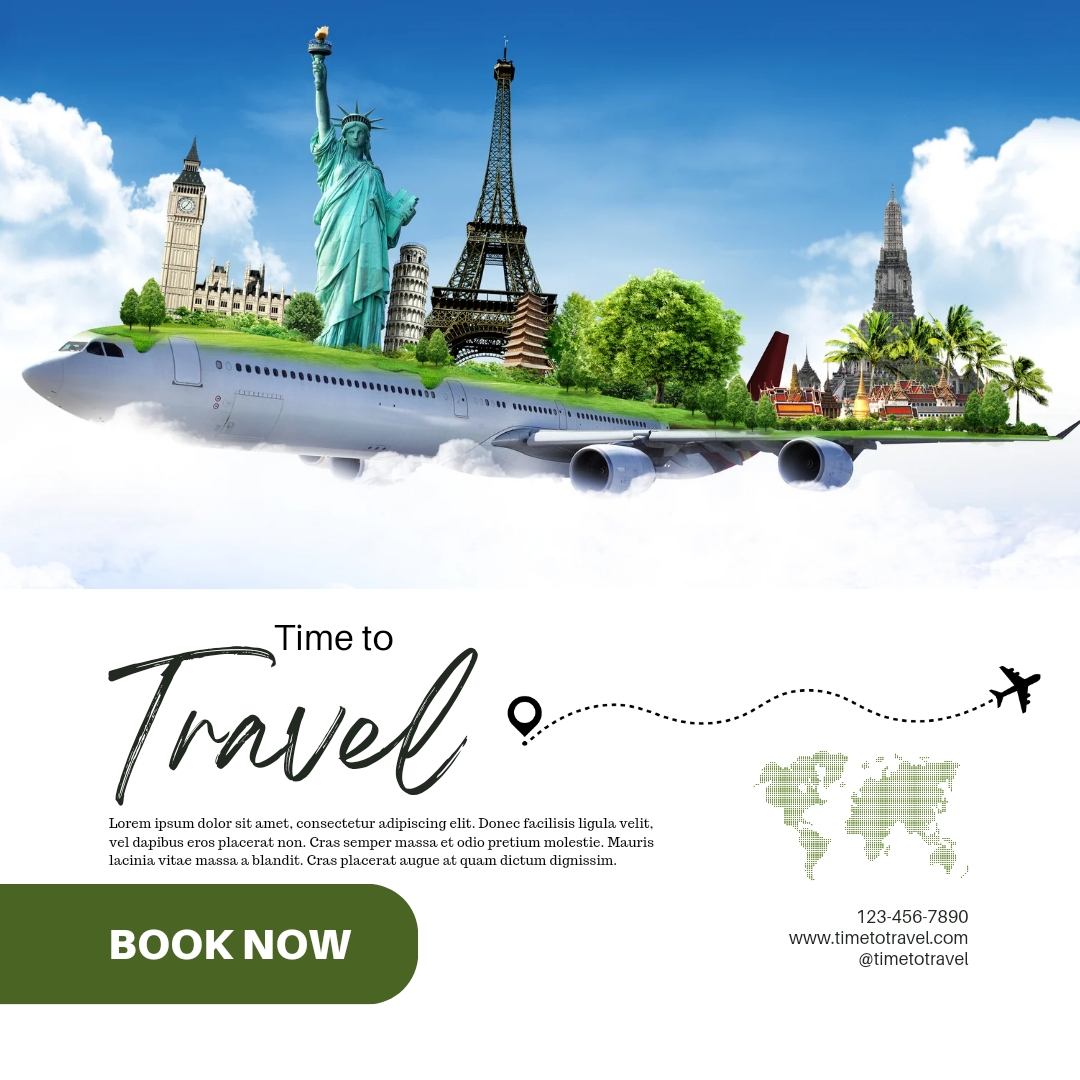 Time to
Travel
Lorem ipsum dolor sit amet, consectetur adipiscing elit. Donec facilisis ligula velit,
vel dapibus eros placerat non. Cras semper massa et odio pretium molestie. Mauris
lacinia vitae massa a blandit. Cras placerat augue at quam dictum dignissim.
BOOK NOW
123-456-7890
www.timetotravel.com
@timetotravel